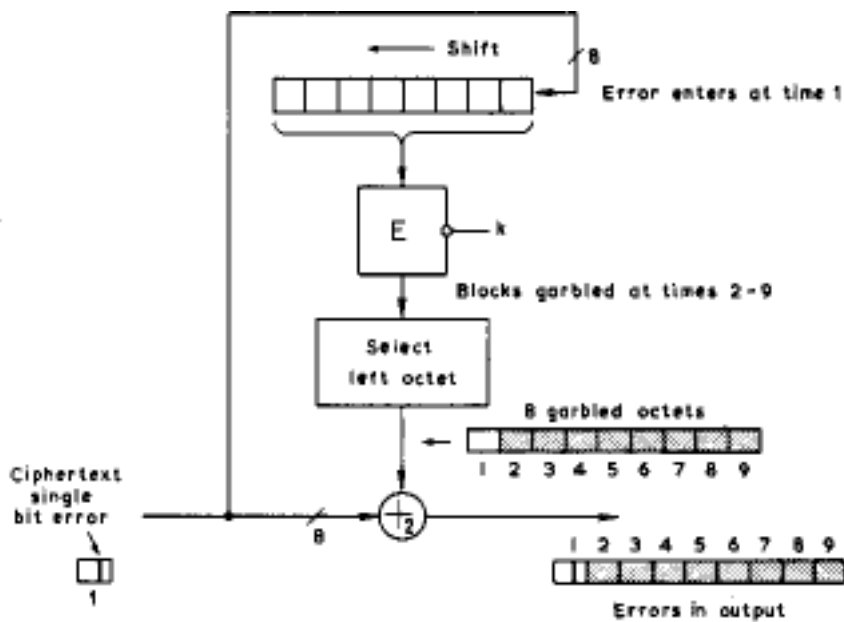 Shift
8
Error enters at time 1
E
k
Blocks garbled at times 2-9
Select
left octet
8 garbled octets
1 2 3 4 5 6 7 8 9
Ciphertext
single
bit error
8
2
1
1 2 3 4 5 6 7 8 9
Errors in output